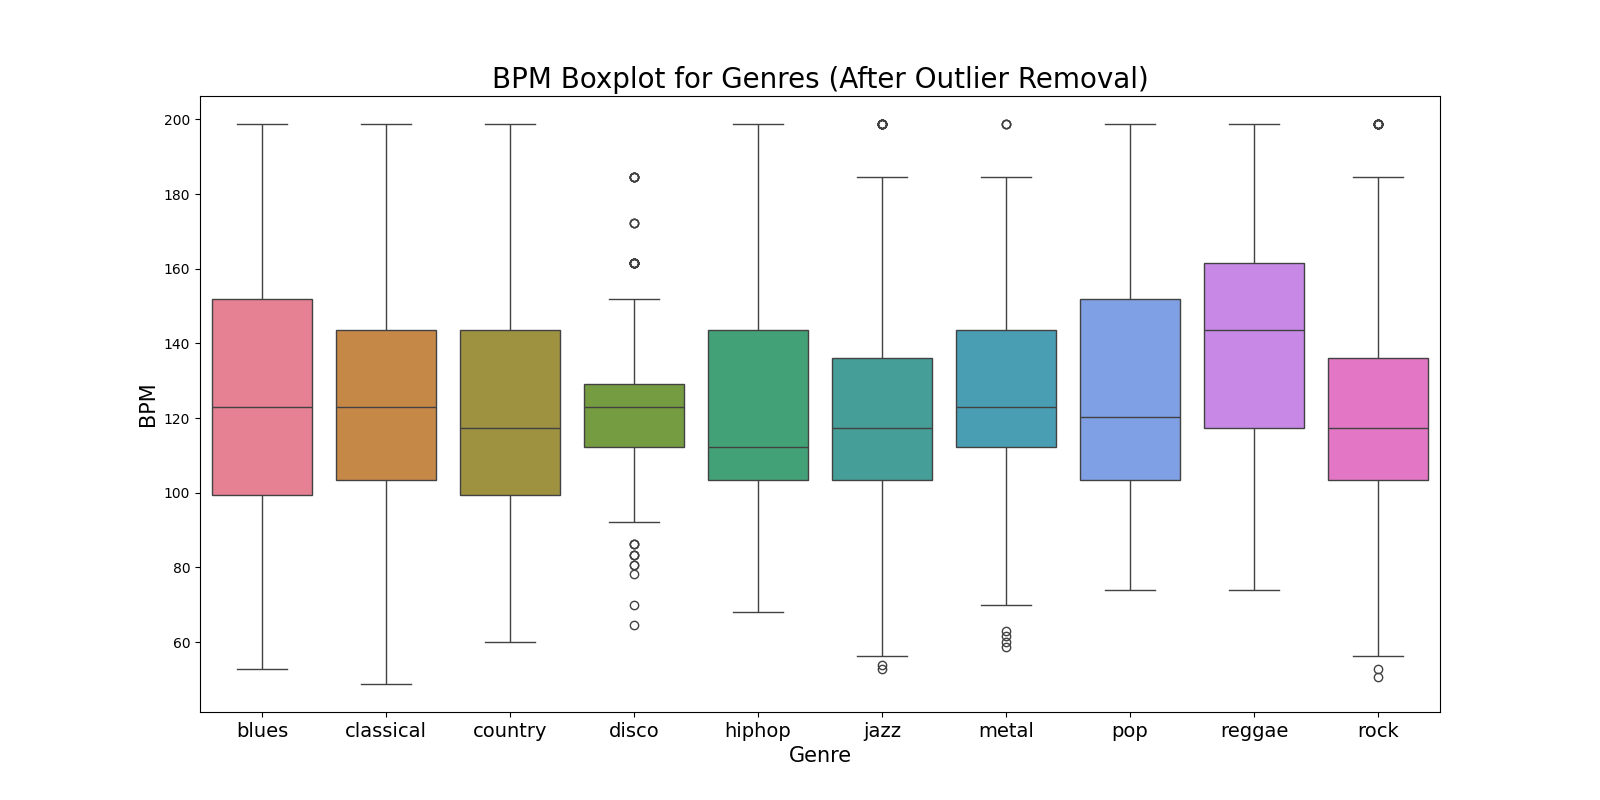 BPM Boxplot for Genres (After Outlier Removal)
200
180
160
140
120
100
80
60
BPM
blues classical country disco hiphop jazz metal pop reggae rock
Genre